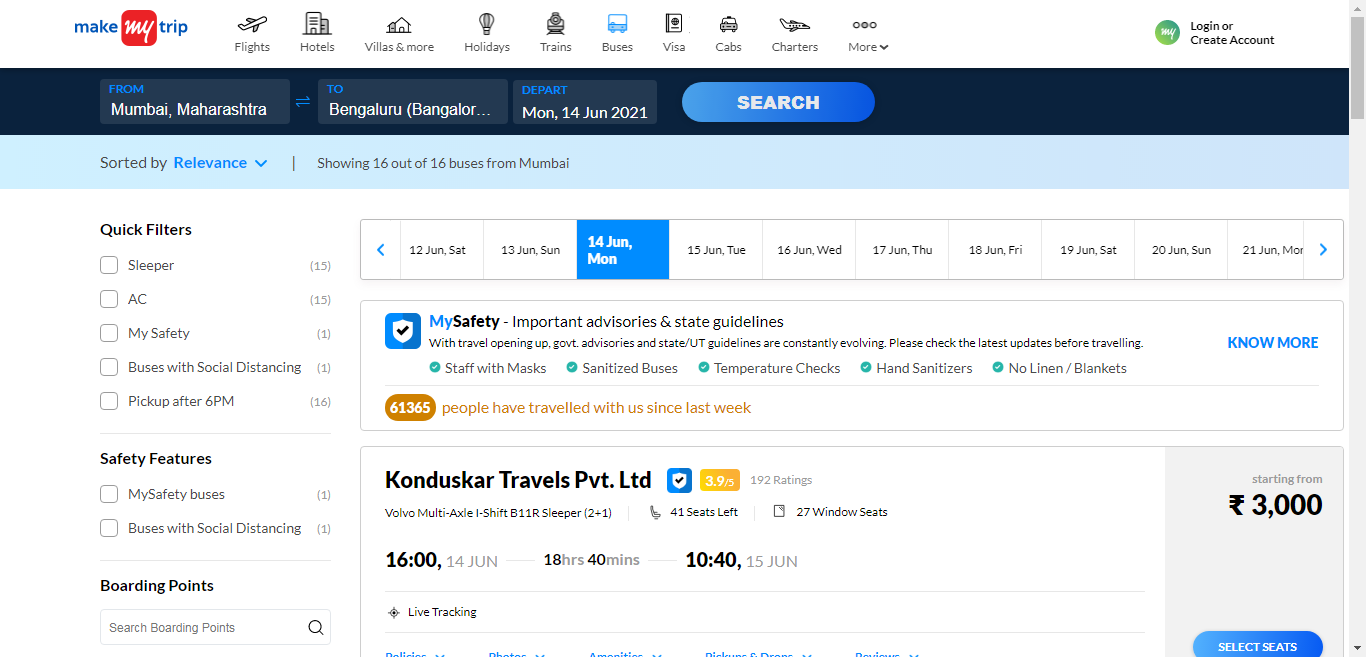 make my trip
Flights
Hotels
Villas & more
Holidays
Trains
Buses
Visa
Cabs
Charters
More
my
Login or
Create Account
FROM
Mumbai, Maharashtra
TO
Bengaluru (Bangalor...
DEPART
Mon, 14 Jun 2021
SEARCH
Sorted by Relevance | Showing 16 out of 16 buses from Mumbai
Quick Filters
Sleeper (15)
AC (15)
My Safety (1)
Buses with Social Distancing (1)
Pickup after 6PM (16)
Safety Features
MySafety buses (1)
Buses with Social Distancing (1)
Boarding Points
Search Boarding Points
12 Jun, Sat
13 Jun, Sun
14 Jun,
Mon
15 Jun, Tue
16 Jun, Wed
17 Jun, Thu
18 Jun, Fri
19 Jun, Sat
20 Jun, Sun
21 Jun, Mor
MySafety - Important advisories & state guidelines
With travel opening up, govt. advisories and state/UT guidelines are constantly evolving. Please check the latest updates before travelling.
KNOW MORE
Staff with Masks
Sanitized Buses
Temperature Checks
Hand Sanitizers
No Linen / Blankets
61365 people have travelled with us since last week
Konduskar Travels Pvt. Ltd 3.9/5 192 Ratings
Volvo Multi-Axle I-Shift B11R Sleeper (2+1) 41 Seats Left 27 Window Seats
16:00, 14 JUN 18hrs 40mins 10:40, 15 JUN
Live Tracking
Policies
Photos
Amenities
Pickups & Drops
Reviews
starting from
₹ 3,000
SELECT SEATS